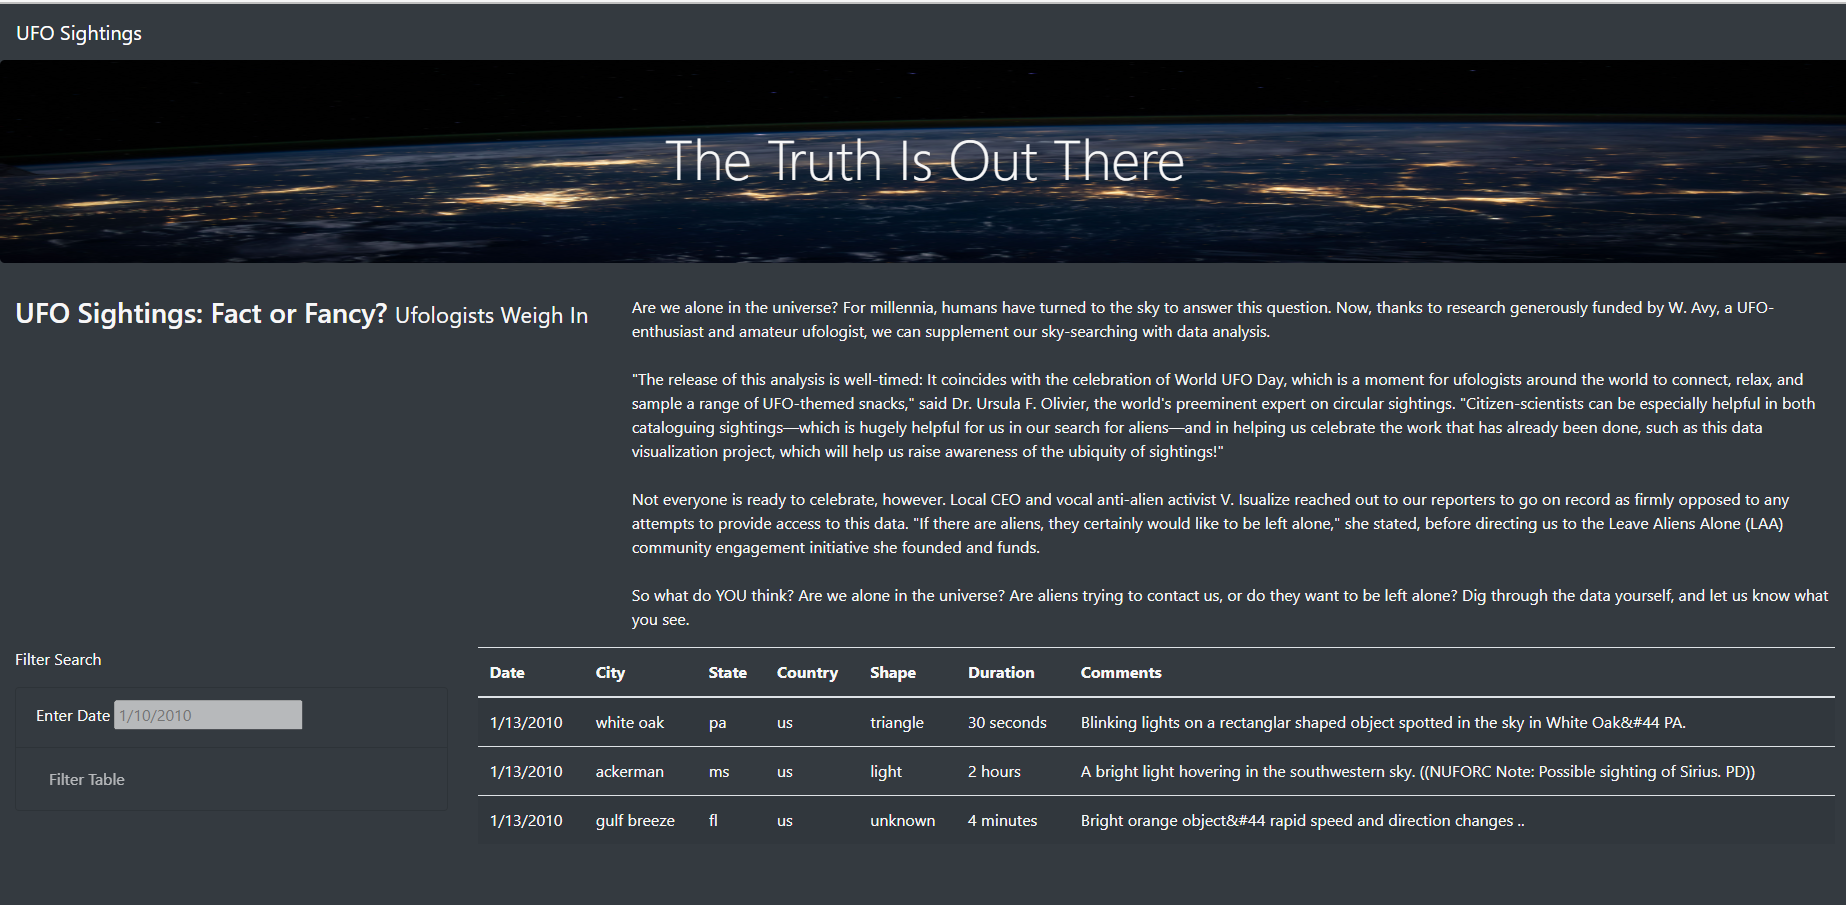 UFO Sightings
The Truth Is Out There
UFO Sightings: Fact or Fancy? Ufologists Weigh In
Are we alone in the universe? For millennia, humans have turned to the sky to answer this question. Now, thanks to research generously funded by W. Avy, a UFO-
enthusiast and amateur ufologist, we can supplement our sky-searching with data analysis.
"The release of this analysis is well-timed: It coincides with the celebration of World UFO Day, which is a moment for ufologists around the world to connect, relax, and
sample a range of UFO-themed snacks," said Dr. Ursula F. Olivier, the world's preeminent expert on circular sightings. "Citizen-scientists can be especially helpful in both
cataloguing sightings—which is hugely helpful for us in our search for aliens—and in helping us celebrate the work that has already been done, such as this data
visualization project, which will help us raise awareness of the ubiquity of sightings!"
Not everyone is ready to celebrate, however. Local CEO and vocal anti-alien activist V. Isualize reached out to our reporters to go on record as firmly opposed to any
attempts to provide access to this data. "If there are aliens, they certainly would like to be left alone," she stated, before directing us to the Leave Aliens Alone (LAA)
community engagement initiative she founded and funds.
So what do YOU think? Are we alone in the universe? Are aliens trying to contact us, or do they want to be left alone? Dig through the data yourself, and let us know what
you see.
Filter Search
Enter Date 1/10/2010
Filter Table
Date City State Country Shape Duration Comments
1/13/2010 white oak pa us triangle 30 seconds Blinking lights on a rectanglar shaped object spotted in the sky in White Oak&#44 PA.
1/13/2010 ackerman ms us light 2 hours A bright light hovering in the southwestern sky. ((NUFORC Note: Possible sighting of Sirius. PD))
1/13/2010 gulf breeze fl us unknown 4 minutes Bright orange object&#44 rapid speed and direction changes ..